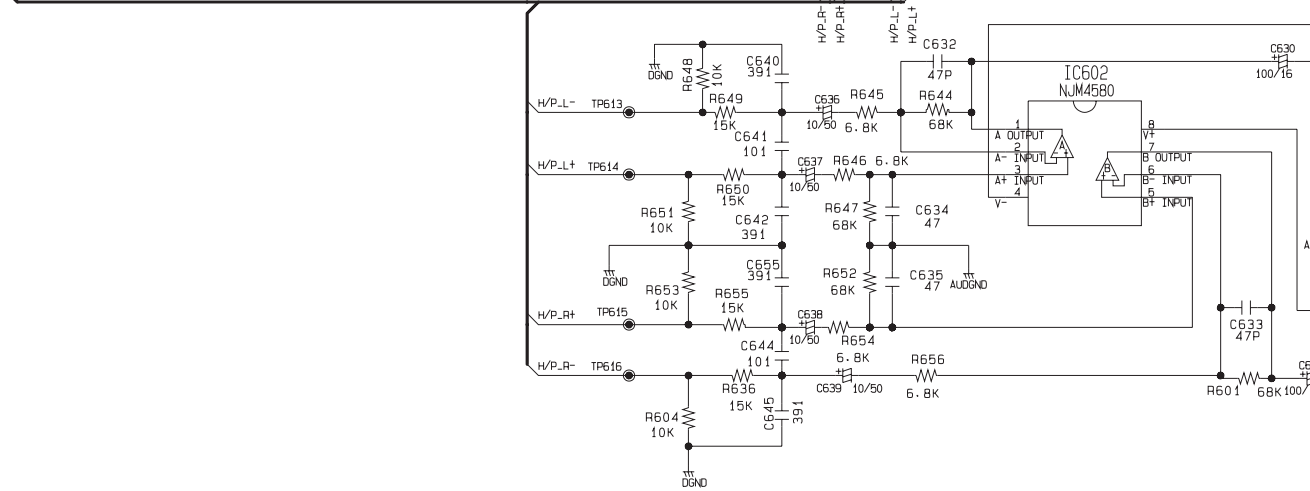 H/P_R-
H/P_R+
H/P_L-
H/P_L+
C632
47P
C630
100/16
IC602
NJM4580
DGND
R648
10K
C640
391
H/P_L-
TP613
R649
15K
C636
10/50
R645
6.8K
R644
68K
1
A OUTPUT
2
A- INPUT
3
A+ INPUT
4
V-
A
B
8
V+
7
B OUTPUT
6
B- INPUT
5
B+ INPUT
C641
101
H/P_L+
TP614
R650
15K
C637
10/50
R646
6.8K
R651
10K
C642
391
R647
68K
C634
47
DGND
C655
391
R652
68K
C635
47
AUDGND
R653
10K
R655
15K
H/P_R+
TP615
C638
10/50
R654
6.8K
C644
101
C633
47P
H/P_R-
TP616
R636
15K
C639
10/50
R656
6.8K
R601
68K
100/
R604
10K
C645
391
DGND